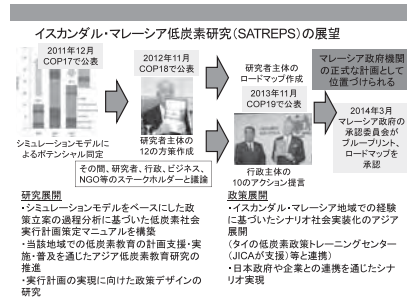 イスカンダル・マレーシア低炭素研究（SATREPS）の展望
2011年12月
COP17で公表
シミュレーションモデルに
よるポテンシャル同定
2012年11月
COP18で公表
研究者主体の
12の方策作成
その間、研究者、行政、ビジネス、
NGO等のステークホルダーと議論
研究者主体の
ロードマップ作成
2013年11月
COP19で公表
行政主体の
10のアクション提言
マレーシア政府機関
の正式な計画として
位置づけられる
2014年3月
マレーシア政府の
承認委員会が
ブループリント、
ロードマップを
承認
研究展開
・シミュレーションモデルをベースにした政
策立案の過程分析に基づいた低炭素社会
実行計画策定マニュアルを構築
・当該地域での低炭素教育の計画支援・実
施・普及を通じたアジア低炭素教育研究の
推進
・実行計画の実現に向けた政策デザインの
研究
政策展開
・イスカンダル・マレーシア地域での経験
に基づいたシナリオ社会実装化のアジア
展開
（タイの低炭素政策トレーニングセンター
（JICAが支援）等と連携）
・日本政府や企業との連携を通じたシナ
リオ実現